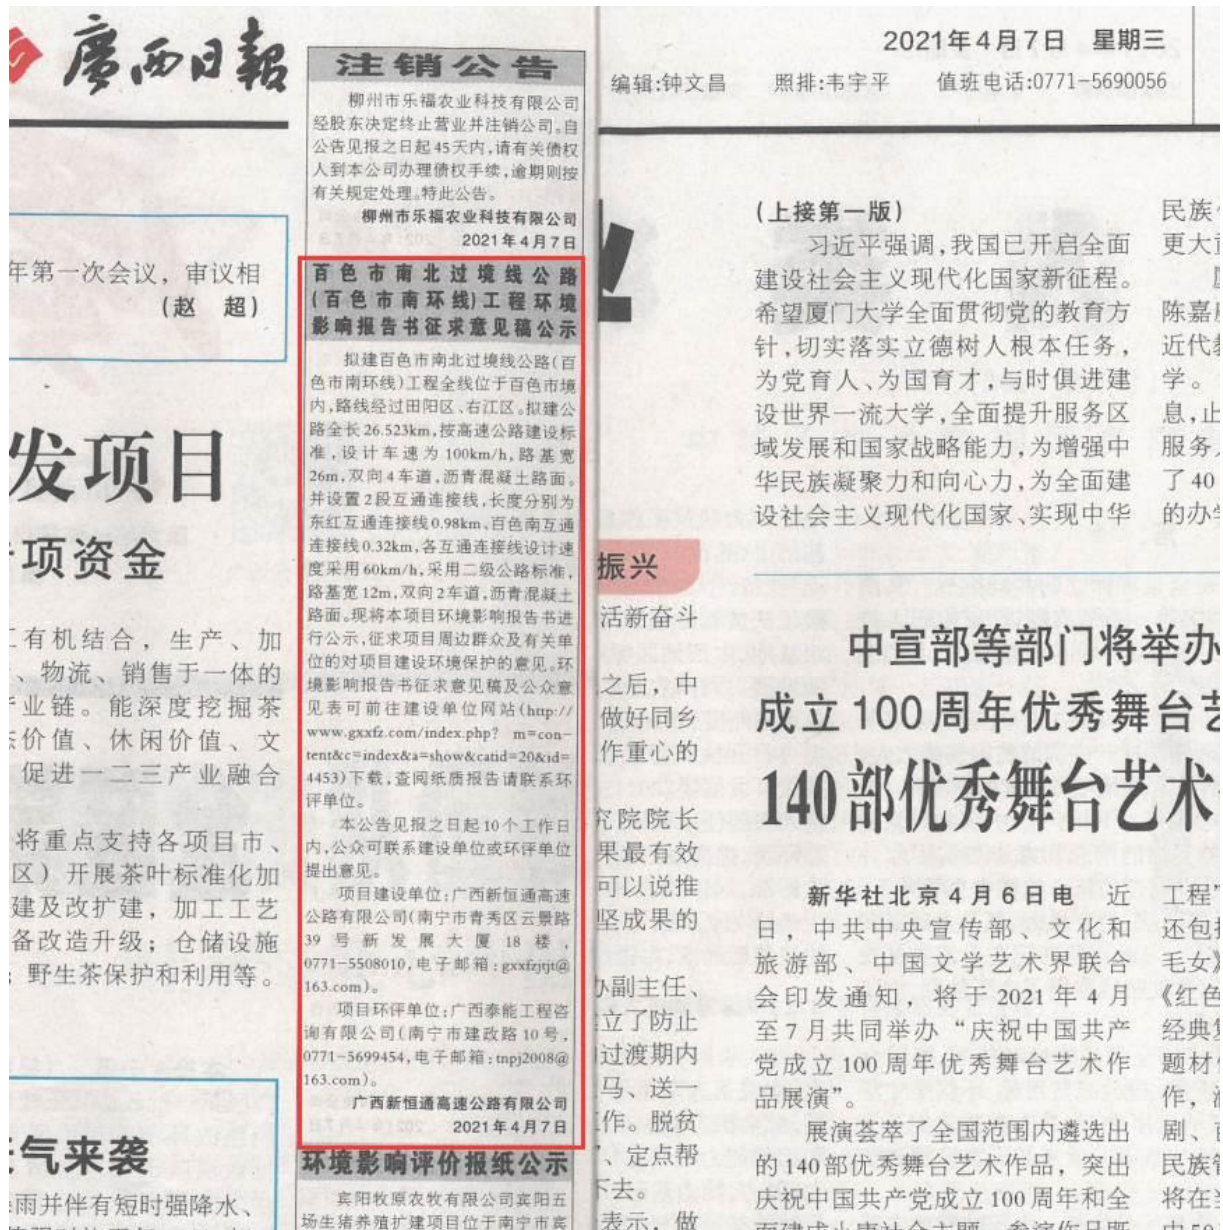 廣西日報
年第一次会议，审议相
(赵 超)
发项目
项资金
有机结合，生产、加
、物流、销售于一体的
业链。能深度挖掘茶
价值、休闲价值、文
促进一二三产业融合
将重点支持各项目市、
区）开展茶叶标准化加
建及改扩建，加工工艺
备改造升级；仓储设施
野生茶保护和利用等。
气来袭
雨并伴有短时强降水、
注销公告
柳州市乐福农业科技有限公司
经股东决定终止营业并注销公司。自
公告见报之日起45天内，请有关债权
人到本公司办理债权手续，逾期则按
有关规定处理。特此公告。
柳州市乐福农业科技有限公司
2021年4月7日
百色市南北过境线公路
(百色市南环线)工程环境
影响报告书征求意见稿公示
拟建百色市南北过境线公路(百
色市南环线)工程全线位于百色市境
内，路线经过田阳区、右江区。拟建公
路全长26.523km，按高速公路建设标
准，设计车速为100km/h，路基宽
26m，双向4车道，沥青混凝土路面。
并设置2段互通连接线，长度分别为
东红互通连接线0.98km、百色南互通
连接线0.32km，各互通连接线设计速
度采用60km/h，采用二级公路标准，
路基宽12m，双向2车道，沥青混凝土
路面。现将本项目环境影响报告书进
行公示，征求项目周边群众及有关单
位的对项目建设环境保护的意见。环
境影响报告书征求意见稿及公众意
见表可前往建设单位网站(http://
www.gxxfz.com/index.php? m=con-
tent&c=index&a=show&catid=20&id=
4453)下载，查阅纸质报告请联系环
评单位。
本公告见报之日起10个工作日
内，公众可联系建设单位或环评单位
提出意见。
项目建设单位：广西新恒通高速
公路有限公司(南宁市青秀区云景路
39号新发展大厦18楼，
0771-5508010，电子邮箱：gxxfzjtjt@
163.com)。
项目环评单位：广西泰能工程咨
询有限公司(南宁市建政路10号，
0771-5699454，电子邮箱：tnpj2008@
163.com)。
广西新恒通高速公路有限公司
2021年4月7日
环境影响评价报纸公示
宾阳牧原农牧有限公司宾阳五
场生猪养殖扩建项目位于南宁市宾
2021年4月7日 星期三
编辑:钟文昌 照排:韦宇平 值班电话:0771-5690056
振兴
活新奋斗
之后，中
做好同乡
作重心的
究院院长
果最有效
可以说推
坚成果的
办副主任、
立了防止
过渡期内
马 送一
作。脱贫
、定点帮
下去。
表示，做
(上接第一版)
习近平强调，我国已开启全面
建设社会主义现代化国家新征程。
希望厦门大学全面贯彻党的教育方
针，切实落实立德树人根本任务，
为党育人、为国育才，与时俱进建
设世界一流大学，全面提升服务区
域发展和国家战略能力，为增强中
华民族凝聚力和向心力，为全面建
设社会主义现代化国家、实现中华
民族
更大
陈嘉
近代
学。
息，止
服务
了40
的办学
中宣部等部门将举办
成立100周年优秀舞台艺
140部优秀舞台艺术
新华社北京4月6日电 近
日，中共中央宣传部、文化和
旅游部、中国文学艺术界联合
会印发通知，将于2021年4月
至7月共同举办“庆祝中国共产
党成立100周年优秀舞台艺术作
品展演”。
展演荟萃了全国范围内遴选出
的140部优秀舞台艺术作品，突出
庆祝中国共产党成立100周年和全
工程”
还包括
毛女》
《红色
经典复
题材
作，
剧、
民族
将在